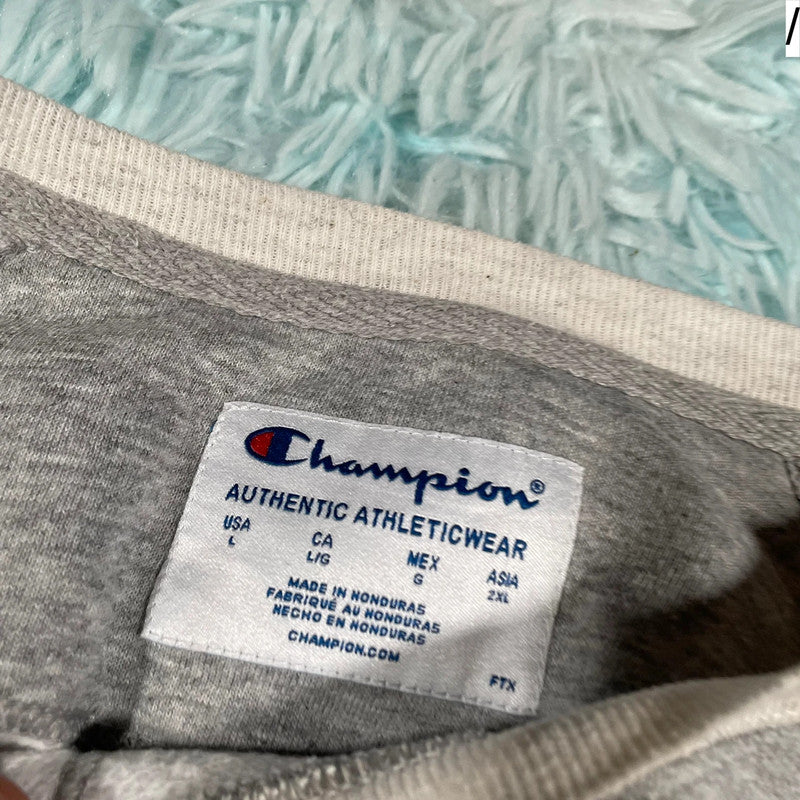 Champion®
AUTHENTIC ATHLETICWEAR
USA CA MEX ASIA
L L/G G 2XL
MADE IN HONDURAS
FABRIQUÉ AU HONDURAS
HECHO EN HONDURAS
CHAMPION.COM
FTX
/